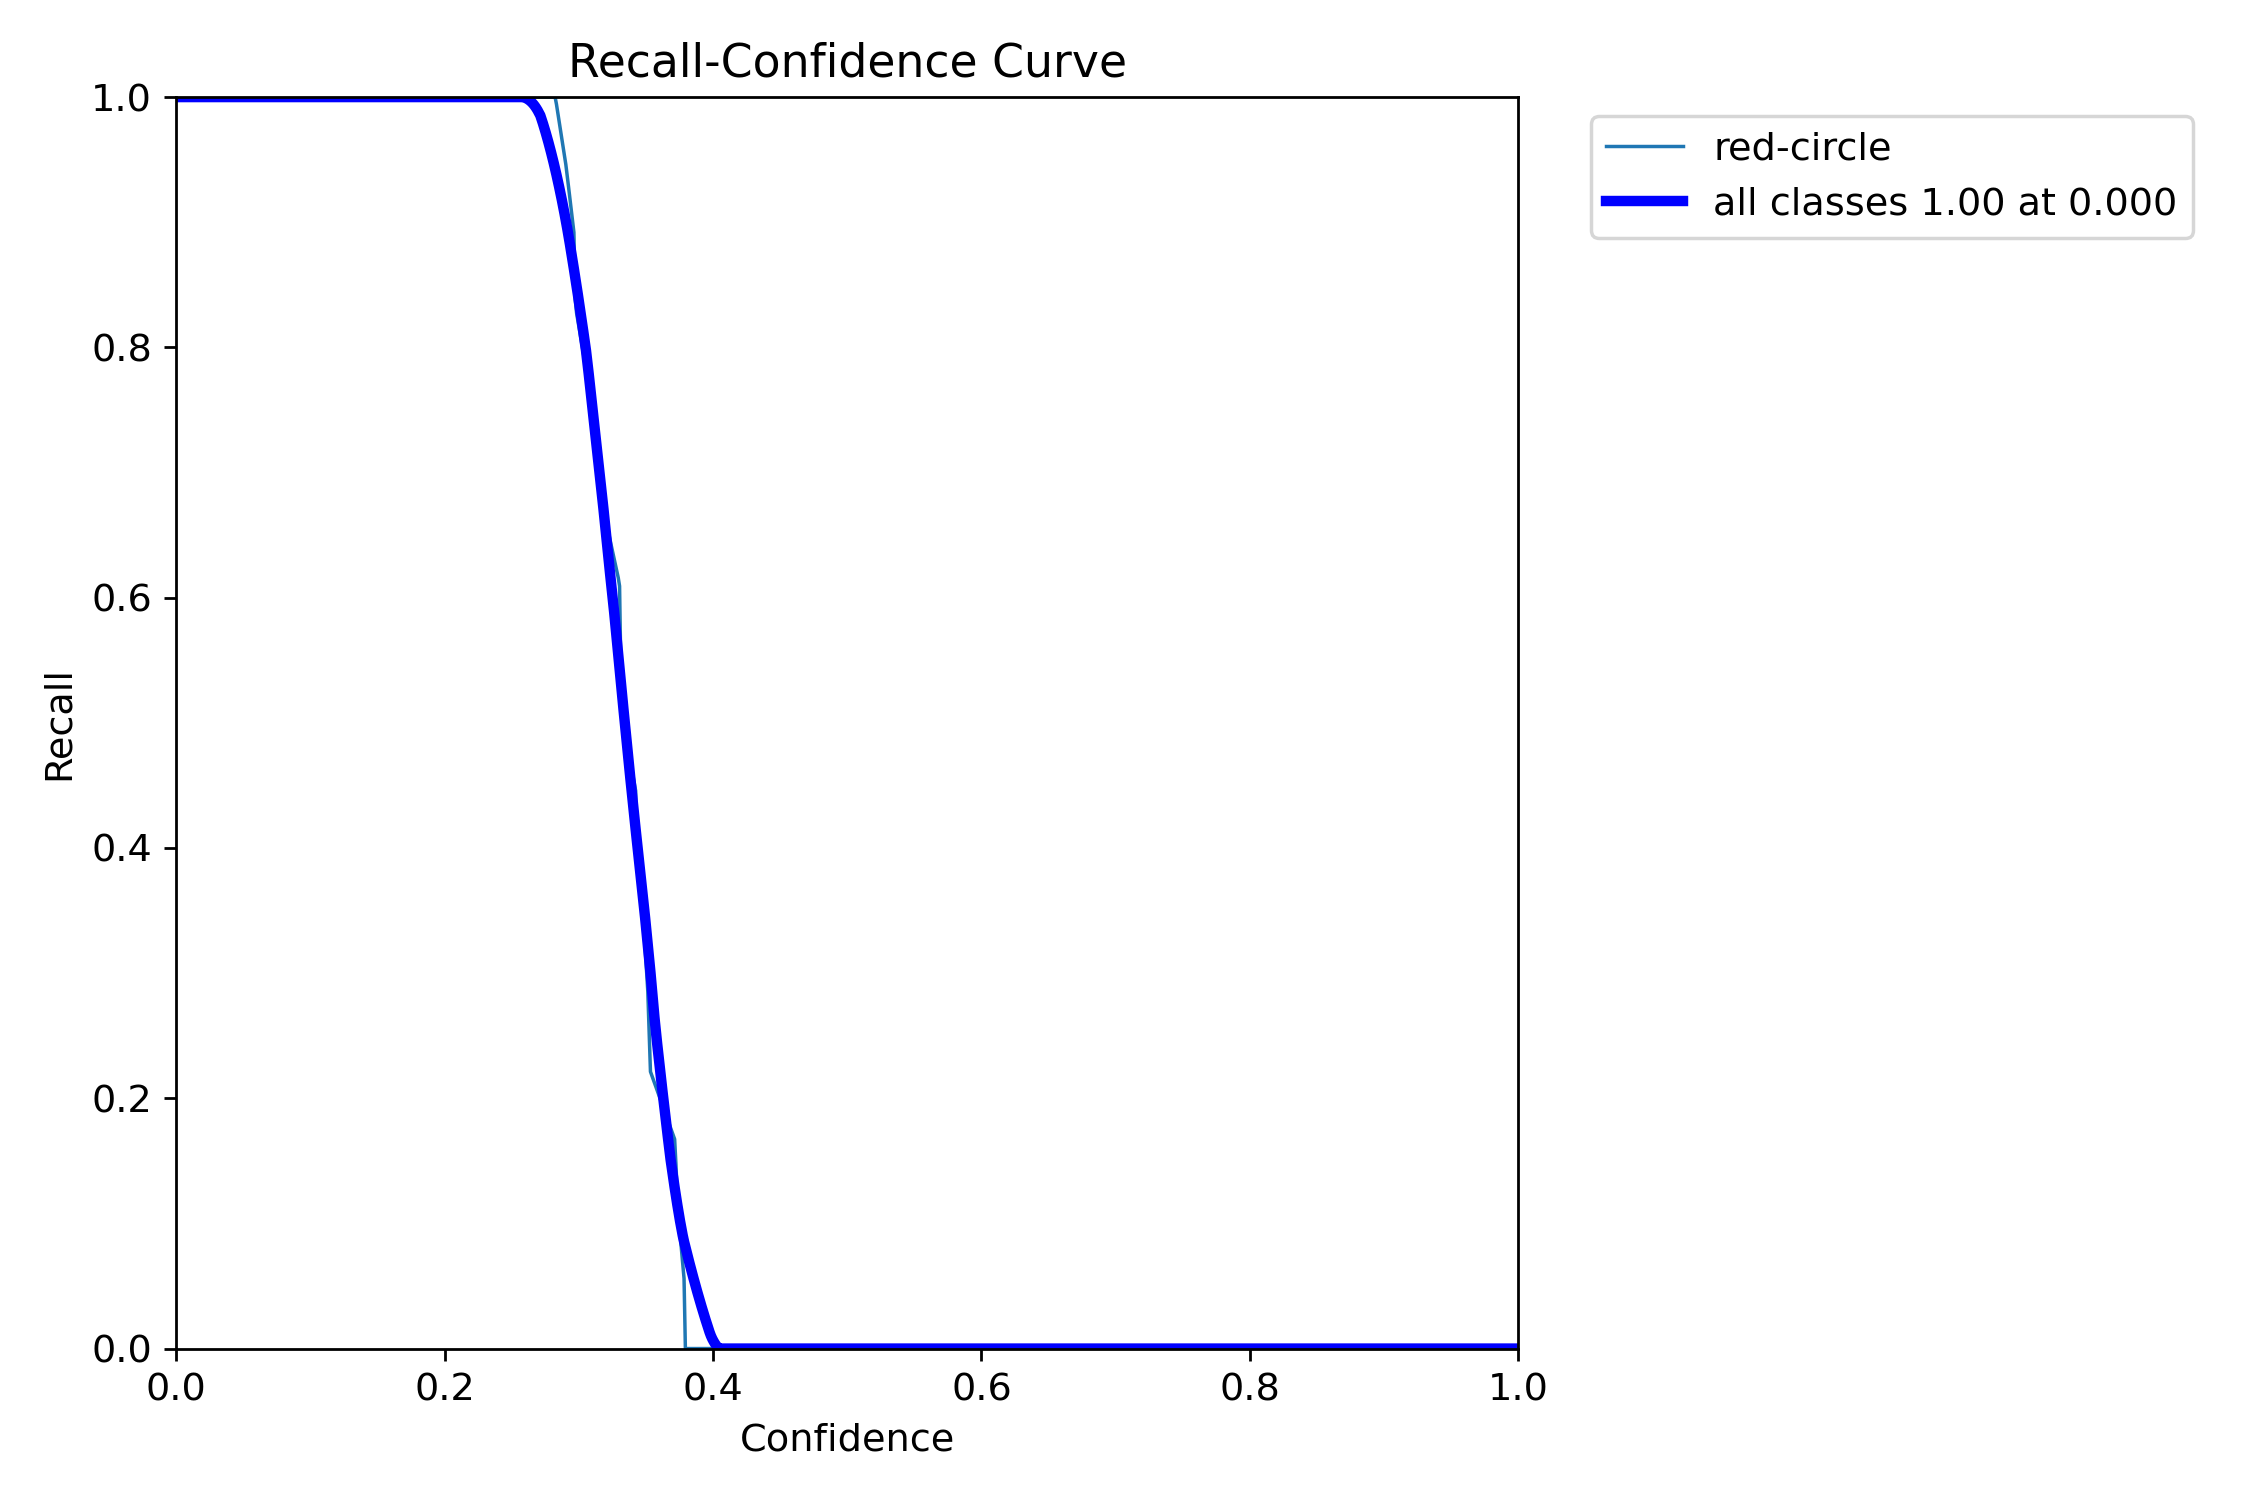 Recall-Confidence Curve
1.0
0.8
0.6
0.4
0.2
0.0
Recall
0.0 0.2 0.4 0.6 0.8 1.0
Confidence
red-circle
all classes 1.00 at 0.000